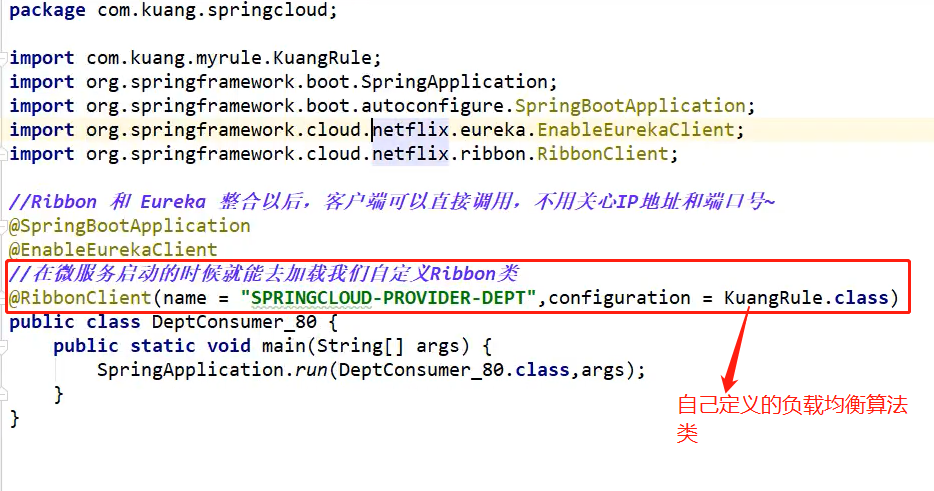 package com.kuang.springcloud;
import com.kuang.myrule.KuangRule;
import org.springframework.boot.SpringApplication;
import org.springframework.boot.autoconfigure.SpringBootApplication;
import org.springframework.cloud.netflix.eureka.EnableEurekaClient;
import org.springframework.cloud.netflix.ribbon.RibbonClient;
//Ribbon 和 Eureka 整合以后，客户端可以直接调用，不用关心IP地址和端口号~
@SpringBootApplication
@EnableEurekaClient
//在微服务启动的时候就能去加载我们自定义Ribbon类
@RibbonClient(name = "SPRINGCLOUD-PROVIDER-DEPT",configuration = KuangRule.class)
public class DeptConsumer_80 {
    public static void main(String[] args) {
        SpringApplication.run(DeptConsumer_80.class,args);
    }
}
自己定义的负载均衡算法
类